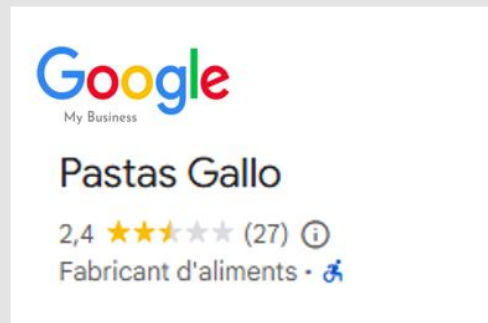 Google
My Business
Pastas Gallo
2,4 (27)
Fabricant d'aliments ·